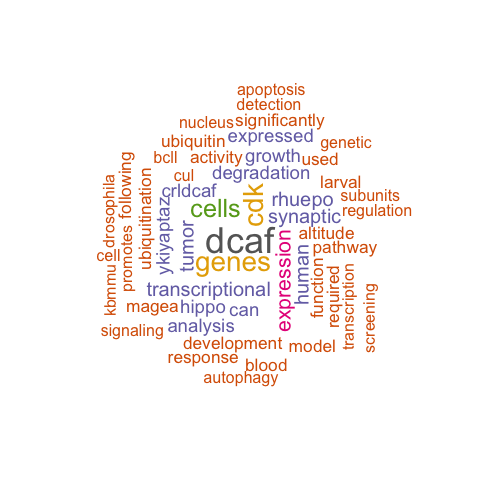 apoptosis
detection
nucleus significantly
ubiquitin expressed genetic
bcll activity growth used
cul degradation larval
crldcaf cdk rhuepo subunits
cells synaptic regulation
drosophila following ubiquitination ykiyaptaz tumor dcaf altitude
cell promotes genes expression human pathway
kbmmu transcriptional function required transcription screening
magea hippo can
signaling analysis
development model
response blood
autophagy